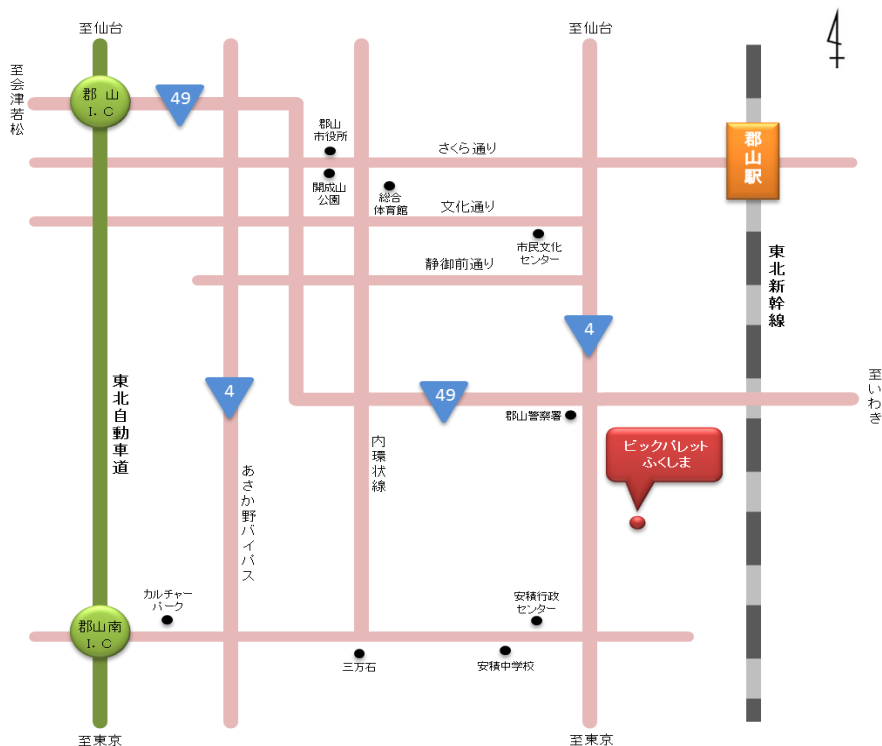 至仙台
至仙台
至会津若松
郡 山
I. C
49
郡山
市役所
さくら通り
郡山駅
開成山
公園
総合
体育館
文化通り
市民文化
センター
静御前通り
東北新幹線
4
4
49
至いわき
東北自動車道
郡山警察署
内環状線
ビックパレット
ふくしま
あさか野バイパス
カルチャー
パーク
安積行政
センター
郡山南
I. C
三万石
安積中学校
至東京
至東京